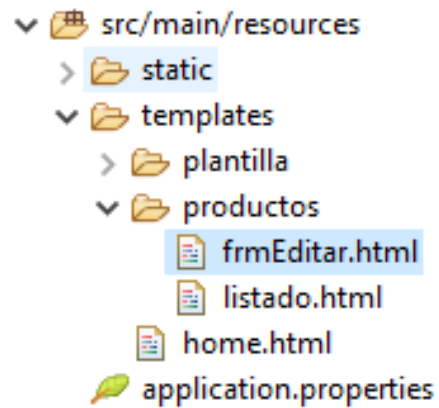 src/main/resources
static
templates
plantilla
productos
frmEditar.html
listado.html
home.html
application.properties